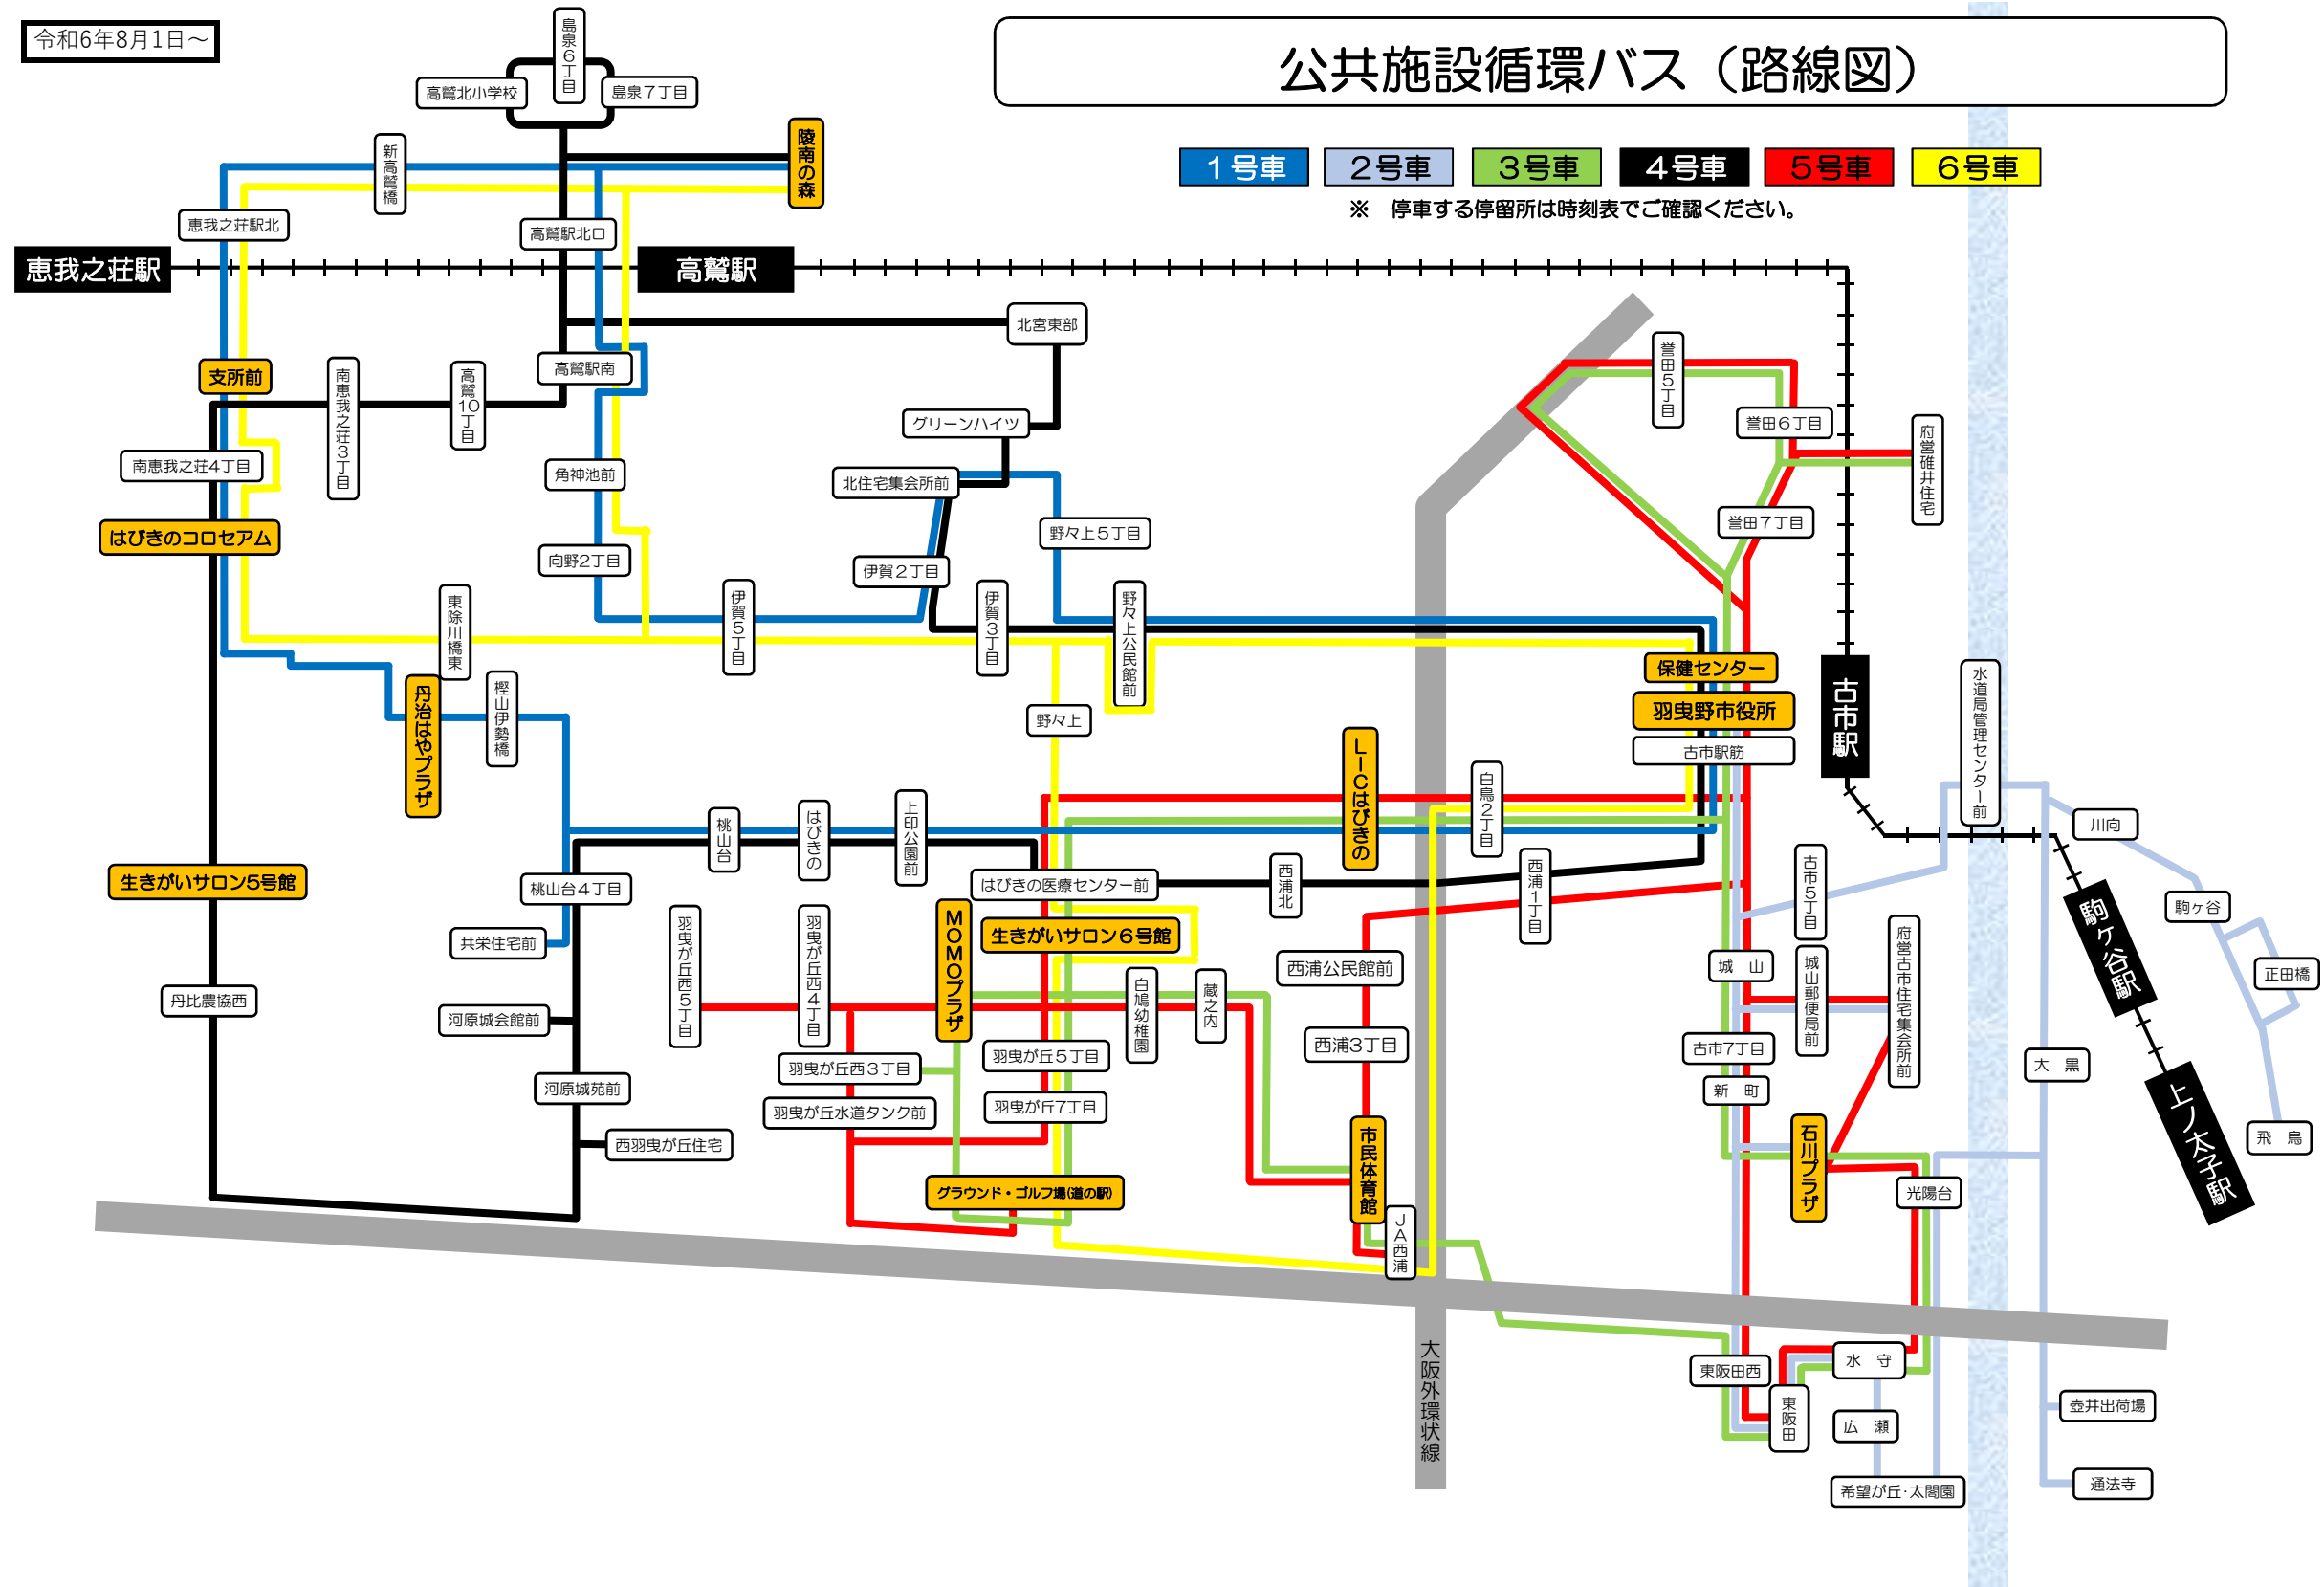 令和6年8月1日～
公共施設循環バス（路線図）
1号車
2号車
3号車
4号車
5号車
6号車
※　停車する停留所は時刻表でご確認ください。
島泉6丁目
高鷲北小学校
島泉7丁目
新高鷲橋
陵南の森
恵我之荘駅北
高鷲駅北口
恵我之荘駅
高鷲駅
北宮東部
支所前
南恵我之荘3丁目
高鷲10丁目
高鷲駅南
誉田5丁目
誉田6丁目
府営碓井住宅
グリーンハイツ
南恵我之荘4丁目
角神池前
北住宅集会所前
野々上5丁目
誉田7丁目
はびきのコロセアム
向野2丁目
伊賀2丁目
東除川橋東
伊賀5丁目
伊賀3丁目
野々上公民館前
保健センター
羽曳野市役所
古市駅筋
古市駅
水道局管理センター前
丹治はやプラザ
樫山伊勢橋
野々上
LICはびきの
白鳥2丁目
川向
桃山台
はびきの
上印公園前
生きがいサロン5号館
桃山台4丁目
はびきの医療センター前
西浦北
西浦1丁目
古市5丁目
駒ヶ谷
駒ヶ谷駅
共栄住宅前
羽曳が丘西5丁目
羽曳が丘西4丁目
MOMOプラザ
生きがいサロン6号館
西浦公民館前
城　山
城山郵便局前
府営古市住宅集会所前
正田橋
丹比農協西
河原城会館前
白鳩幼稚園
蔵之内
西浦3丁目
古市7丁目
大　黒
羽曳が丘西3丁目
羽曳が丘5丁目
河原城苑前
羽曳が丘水道タンク前
羽曳が丘7丁目
新　町
上ノ太子駅
飛　鳥
西羽曳が丘住宅
市民体育館
石川プラザ
グラウンド・ゴルフ場(道の駅)
光陽台
JA西浦
大阪外環状線
東阪田西
水　守
東阪田
広　瀬
壺井出荷場
希望が丘･太閤園
通法寺